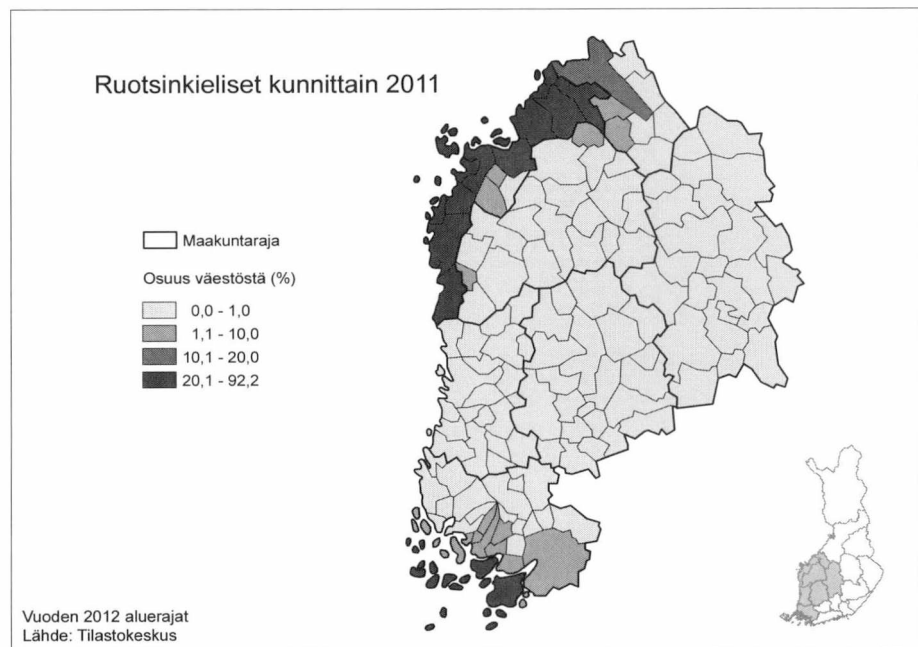 Ruotsinkieliset kunnittain 2011
Maakuntaraja
Osuus väestöstä (%)
0,0 - 1,0
1,1 - 10,0
10,1 - 20,0
20,1 - 92,2
Vuoden 2012 aluerajat
Lähde: Tilastokeskus